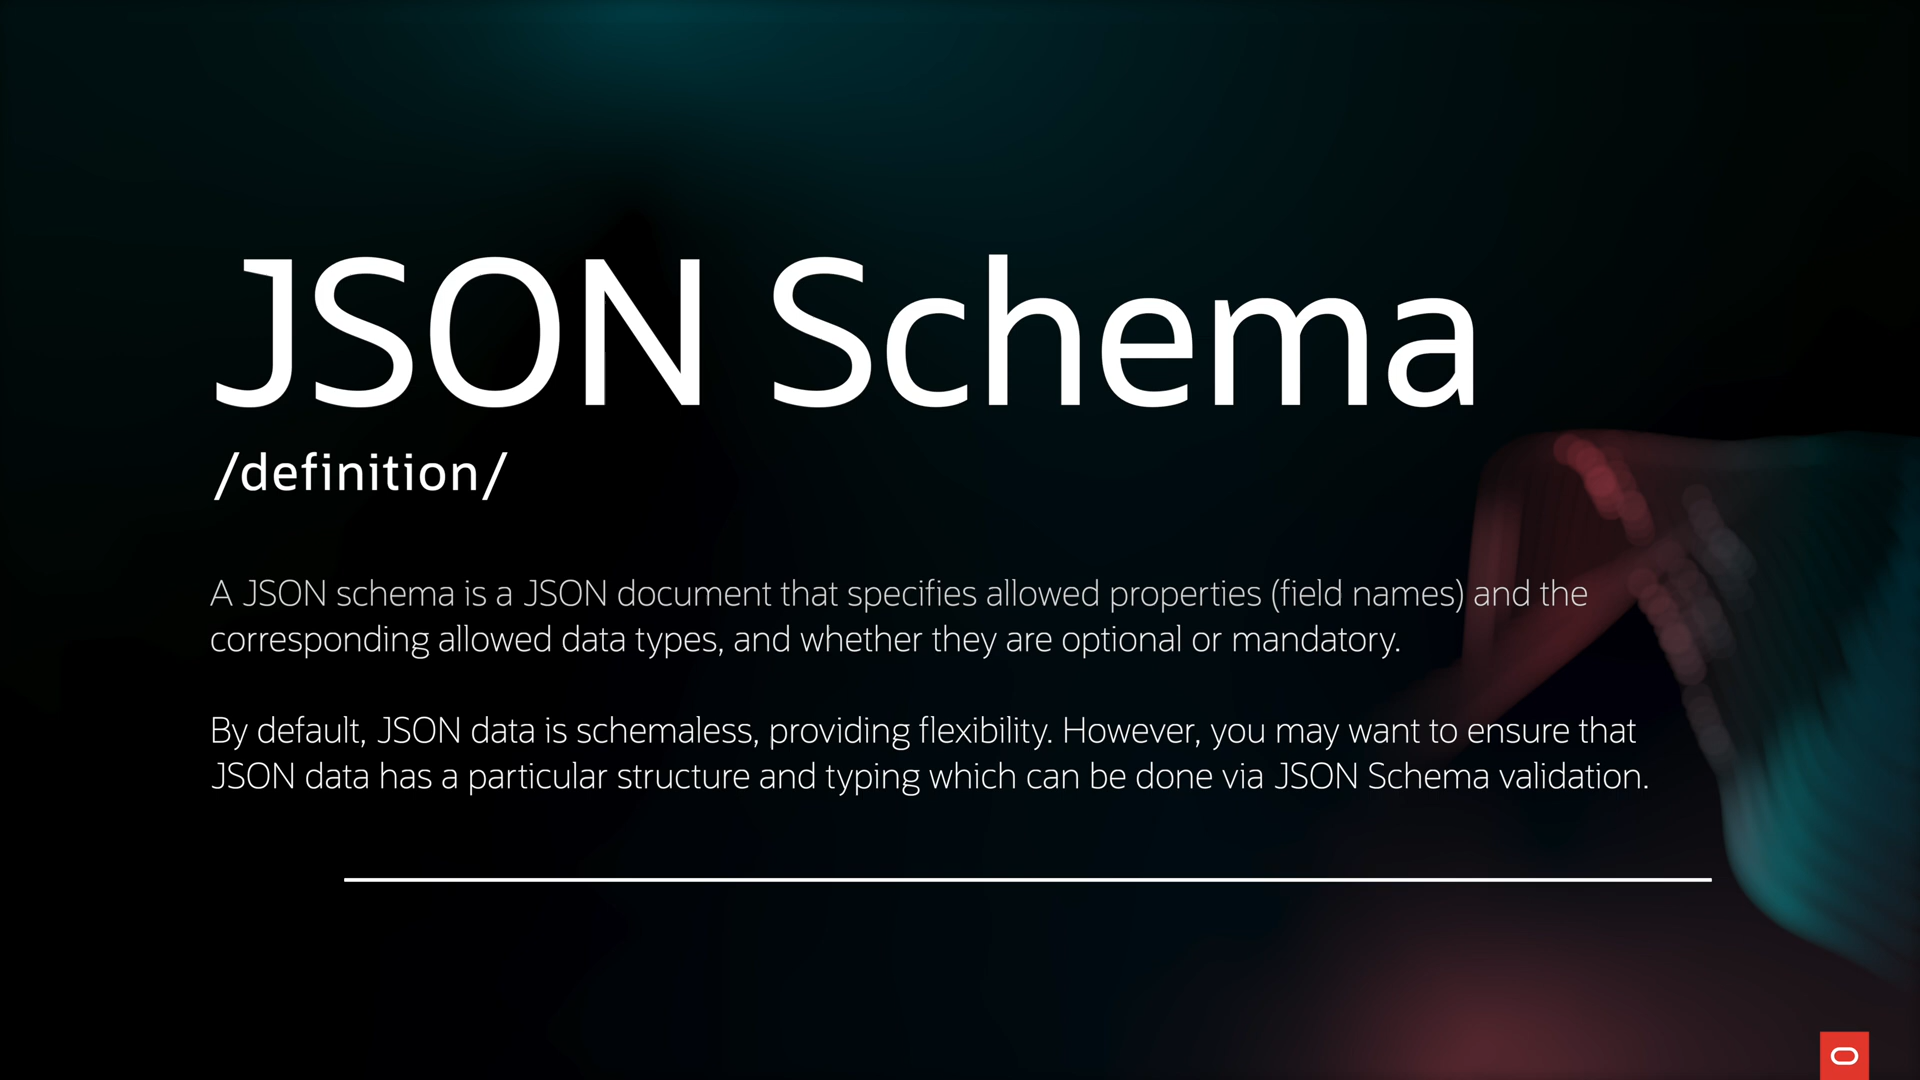 JSON Schema
/definition/
A JSON schema is a JSON document that specifies allowed properties (field names) and the
corresponding allowed data types, and whether they are optional or mandatory.
By default, JSON data is schemaless, providing flexibility. However, you may want to ensure that
JSON data has a particular structure and typing which can be done via JSON Schema validation.